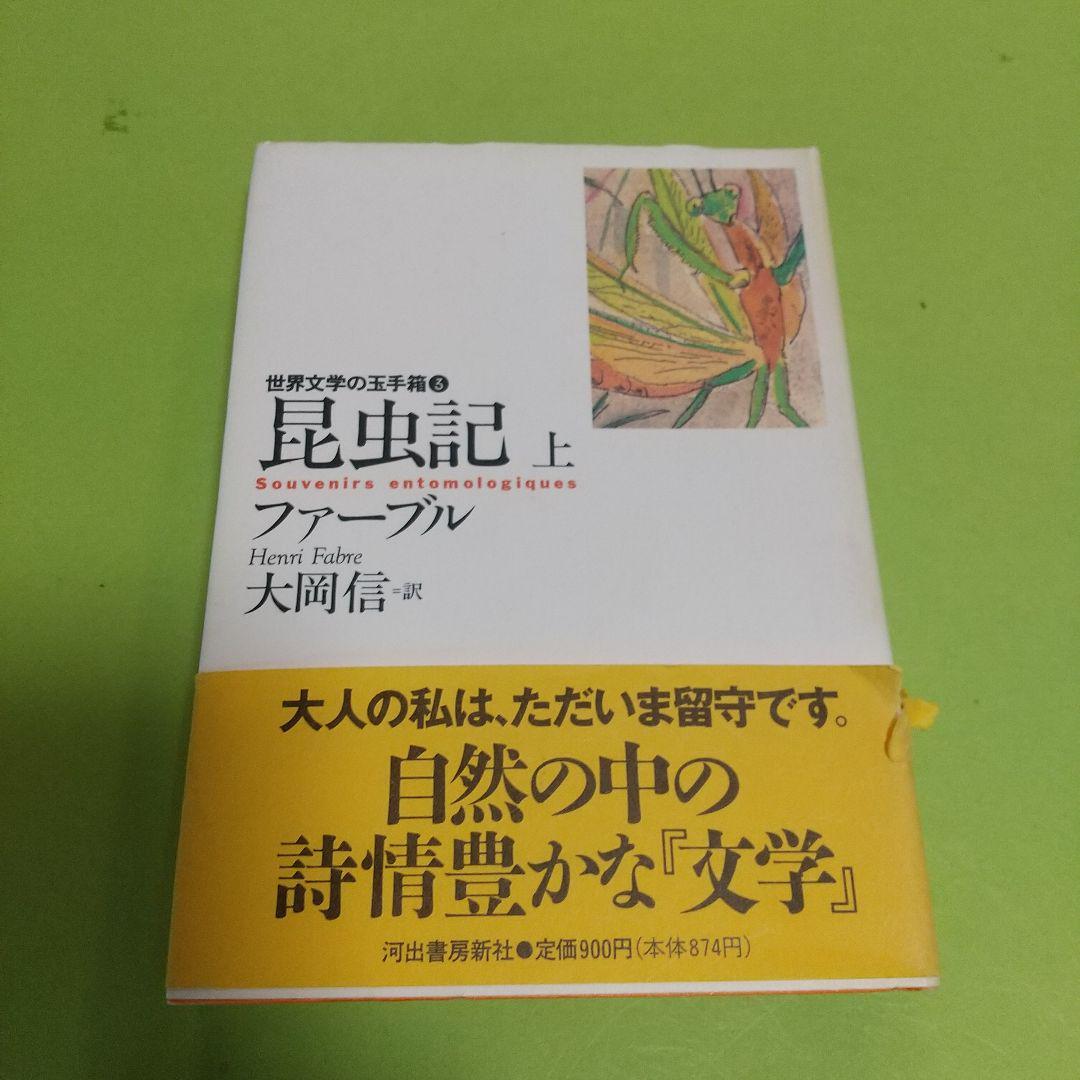 世界文学の玉手箱❸
昆虫記 上
Souvenirs entomologiques
ファーブル
Henri Fabre
大岡信=訳
大人の私は、ただいま留守です。
自然の中の
詩情豊かな『文学』
河出書房新社●定価900円(本体874円)